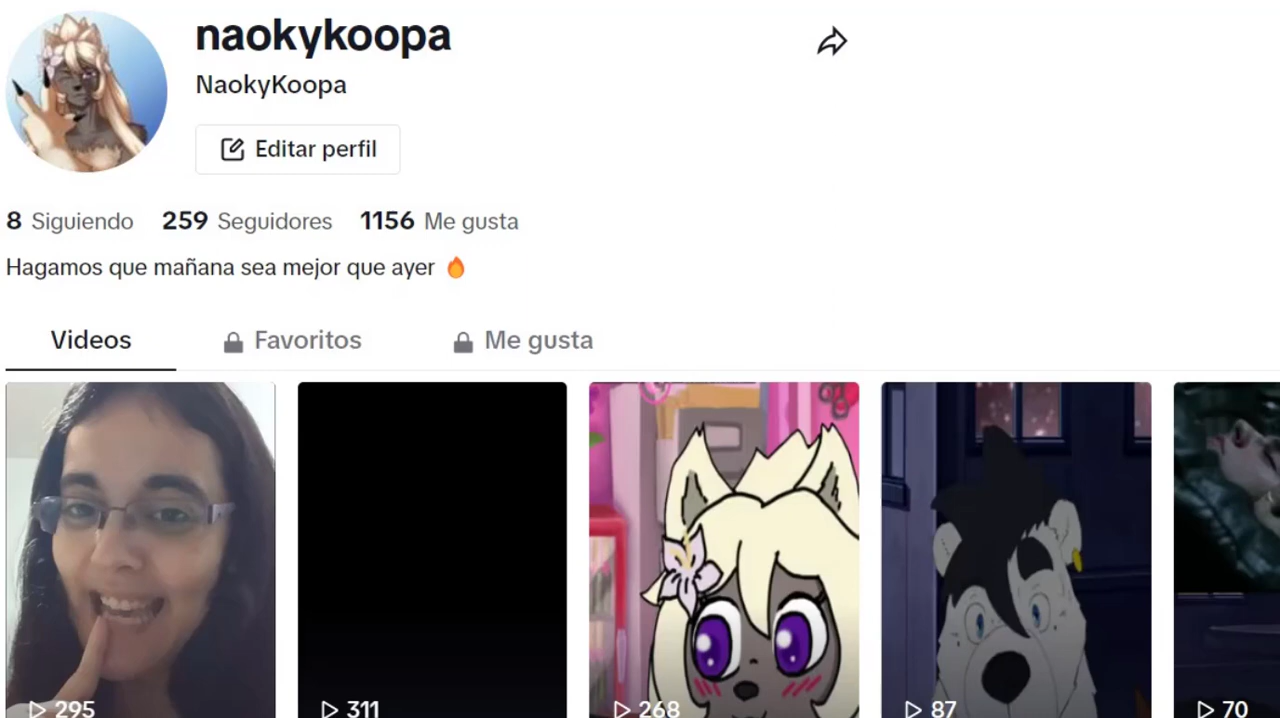 naokykoopa
NaokyKoopa
Editar perfil
8 Siguiendo 259 Seguidores 1156 Me gusta
Hagamos que mañana sea mejor que ayer 🔥
Videos Favoritos Me gusta
295 311 268 87 70